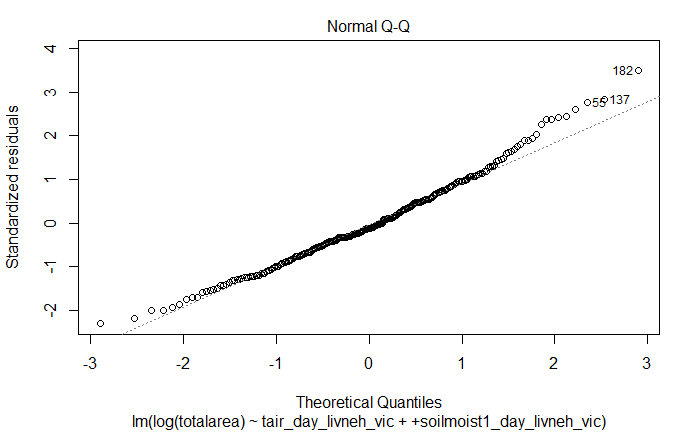 Normal Q-Q
Standardized residuals
4
3
2
1
0
-1
-2
182
55
137
-3 -2 -1 0 1 2 3
Theoretical Quantiles
lm(log(totalarea) ~ tair_day_livneh_vic + +soilmoist1_day_livneh_vic)